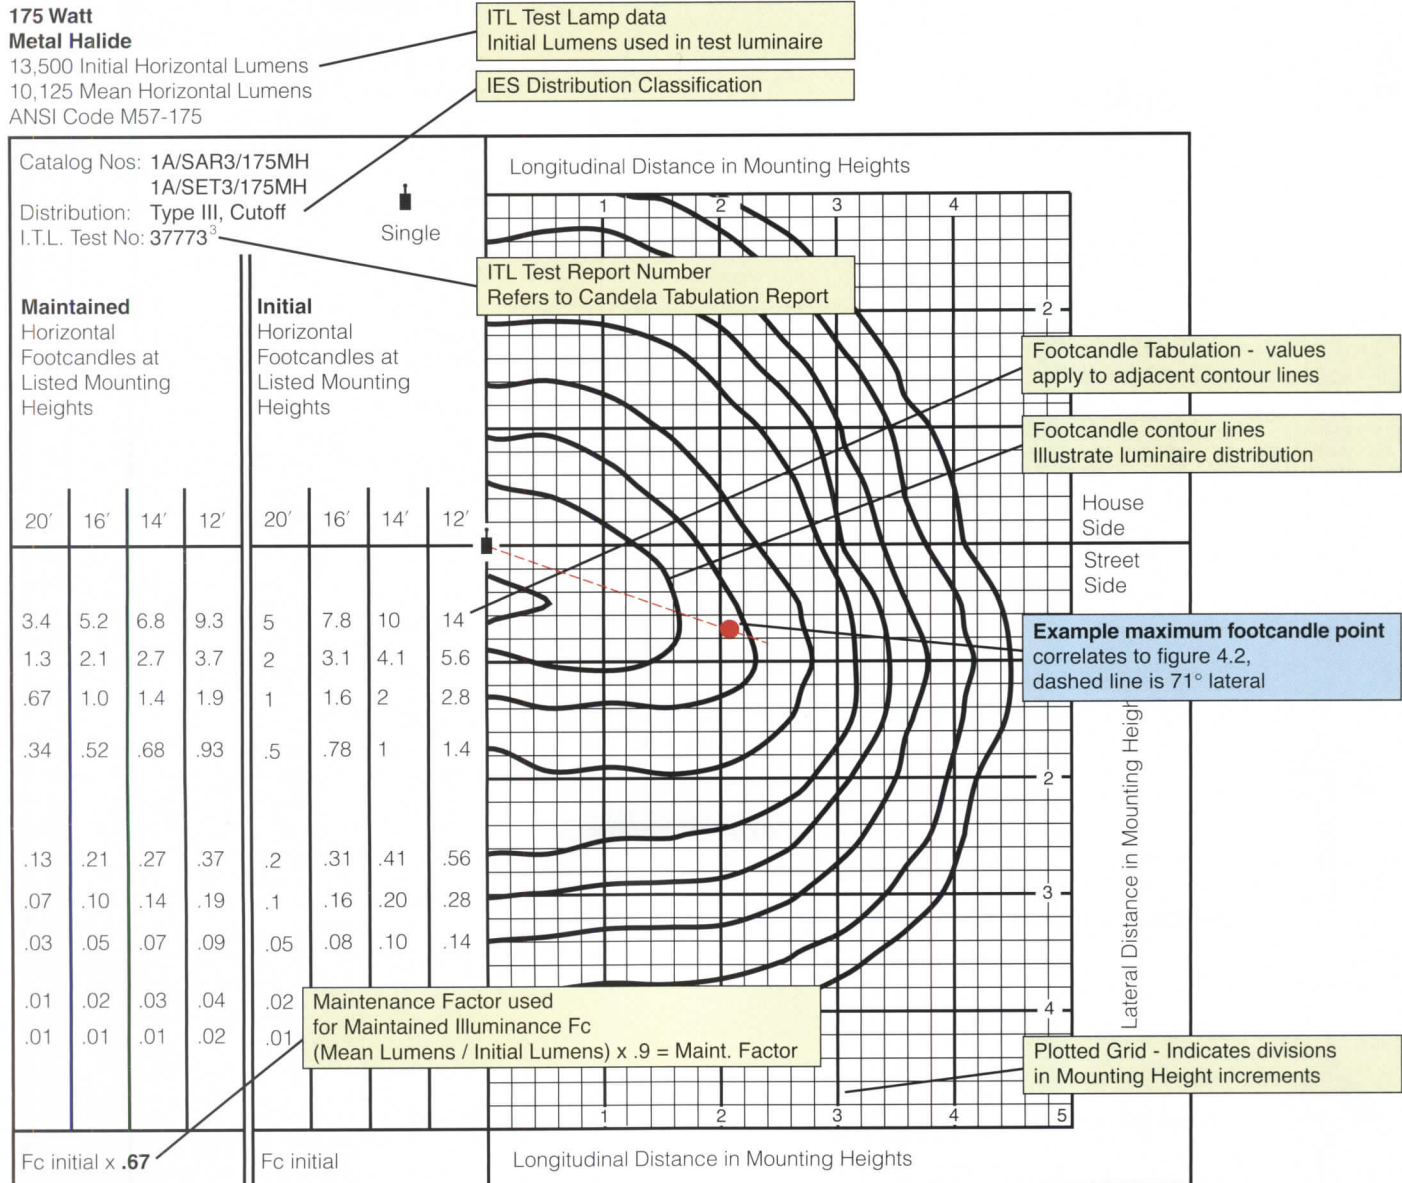 175 Watt
Metal Halide
13,500 Initial Horizontal Lumens
10,125 Mean Horizontal Lumens
ANSI Code M57-175
ITL Test Lamp data
Initial Lumens used in test luminaire
IES Distribution Classification
Catalog Nos: 1A/SAR3/175MH
1A/SET3/175MH
Distribution: Type III, Cutoff
I.T.L. Test No: 37773³
Single
Longitudinal Distance in Mounting Heights
1 2 3 4
ITL Test Report Number
Refers to Candela Tabulation Report
Maintained
Horizontal
Footcandles at
Listed Mounting
Heights
Initial
Horizontal
Footcandles at
Listed Mounting
Heights
2
Footcandle Tabulation - values
apply to adjacent contour lines
Footcandle contour lines
Illustrate luminaire distribution
House
Side
Street
Side
20' 16' 14' 12' 20' 16' 14' 12'
3.4 5.2 6.8 9.3 5 7.8 10 14
1.3 2.1 2.7 3.7 2 3.1 4.1 5.6
.67 1.0 1.4 1.9 1 1.6 2 2.8
.34 .52 .68 .93 .5 .78 1 1.4
.13 .21 .27 .37 .2 .31 .41 .56
.07 .10 .14 .19 .1 .16 .20 .28
.03 .05 .07 .09 .05 .08 .10 .14
.01 .02 .03 .04 .02
.01 .01 .01 .02 .01
Example maximum footcandle point
correlates to figure 4.2,
dashed line is 71° lateral
2
3
4
Lateral Distance in Mounting Heigh
Maintenance Factor used
for Maintained Illuminance Fc
(Mean Lumens / Initial Lumens) x .9 = Maint. Factor
Plotted Grid - Indicates divisions
in Mounting Height increments
1 2 3 4 5
Fc initial x .67
Fc initial
Longitudinal Distance in Mounting Heights